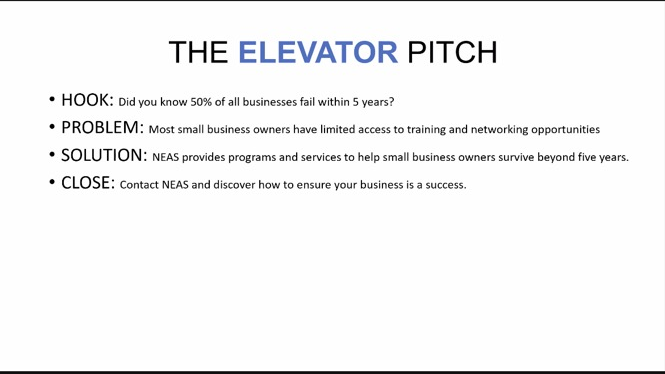 THE ELEVATOR PITCH
• HOOK: Did you know 50% of all businesses fail within 5 years?
• PROBLEM: Most small business owners have limited access to training and networking opportunities
• SOLUTION: NEAS provides programs and services to help small business owners survive beyond five years.
• CLOSE: Contact NEAS and discover how to ensure your business is a success.